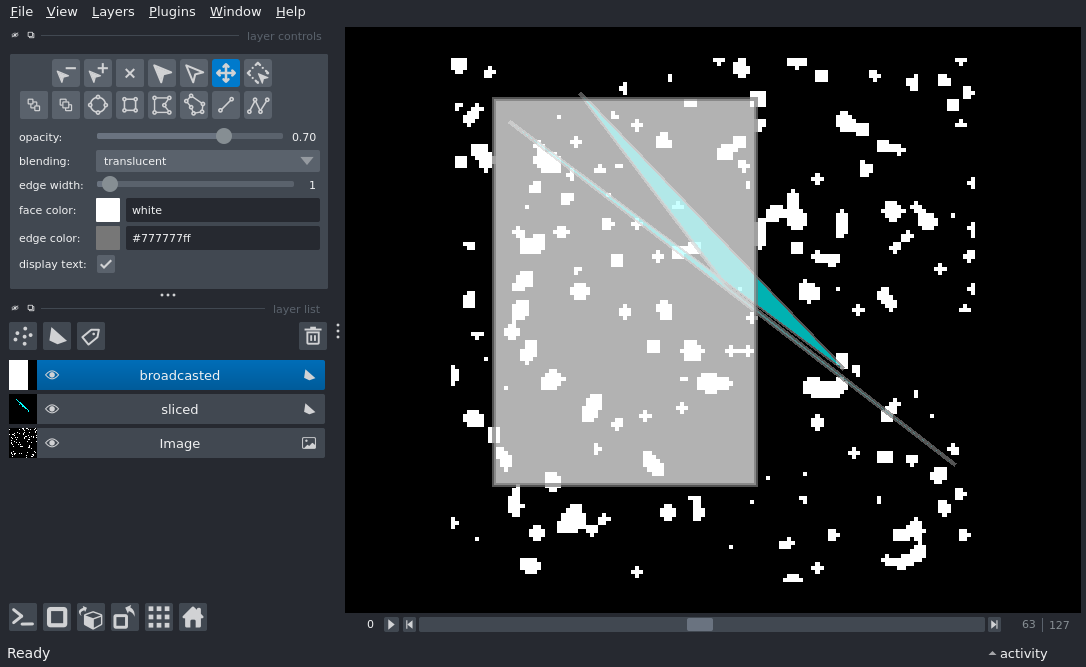 File View Layers Plugins Window Help
layer controls
opacity: 0.70
blending: translucent
edge width: 1
face color: white
edge color: #777777ff
display text:
layer list
broadcasted
sliced
Image
0 63 | 127
Ready activity